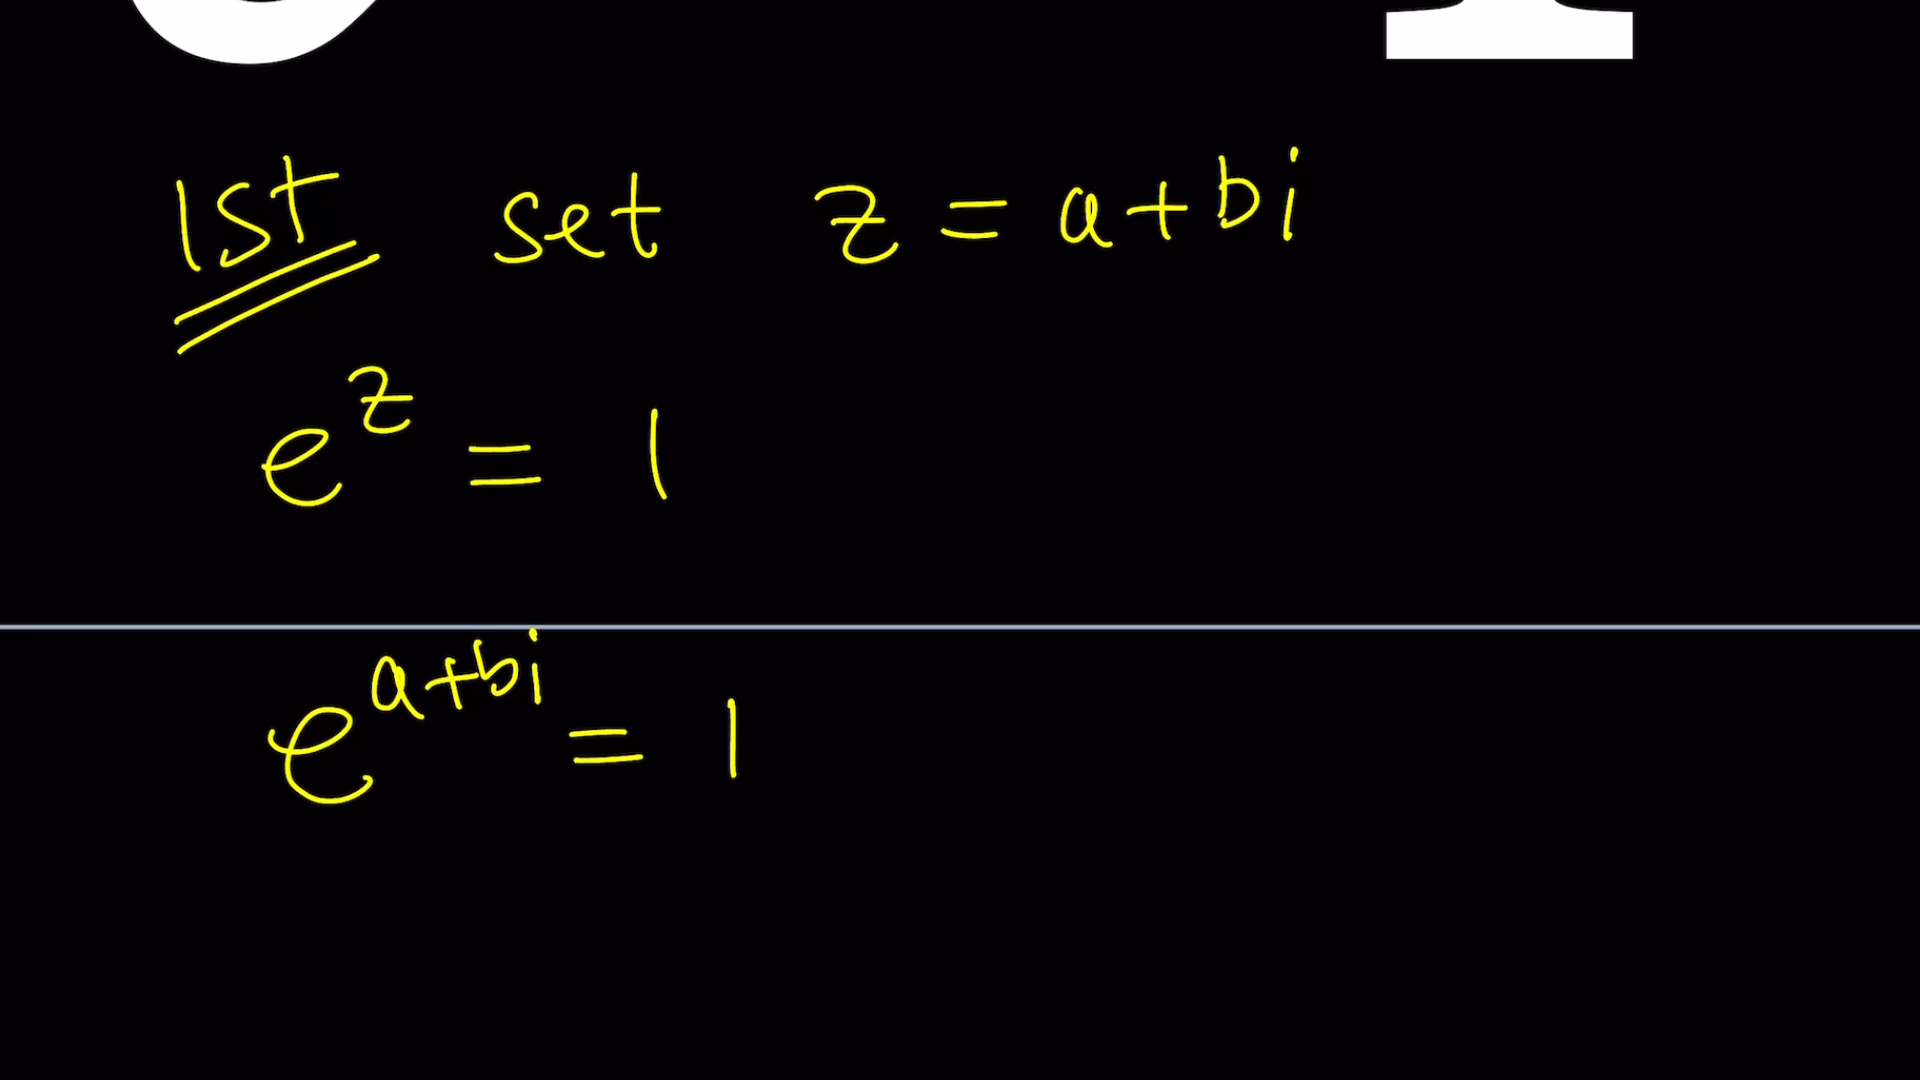 1st set z = a+bi
e^z = 1
e^{a+bi} = 1